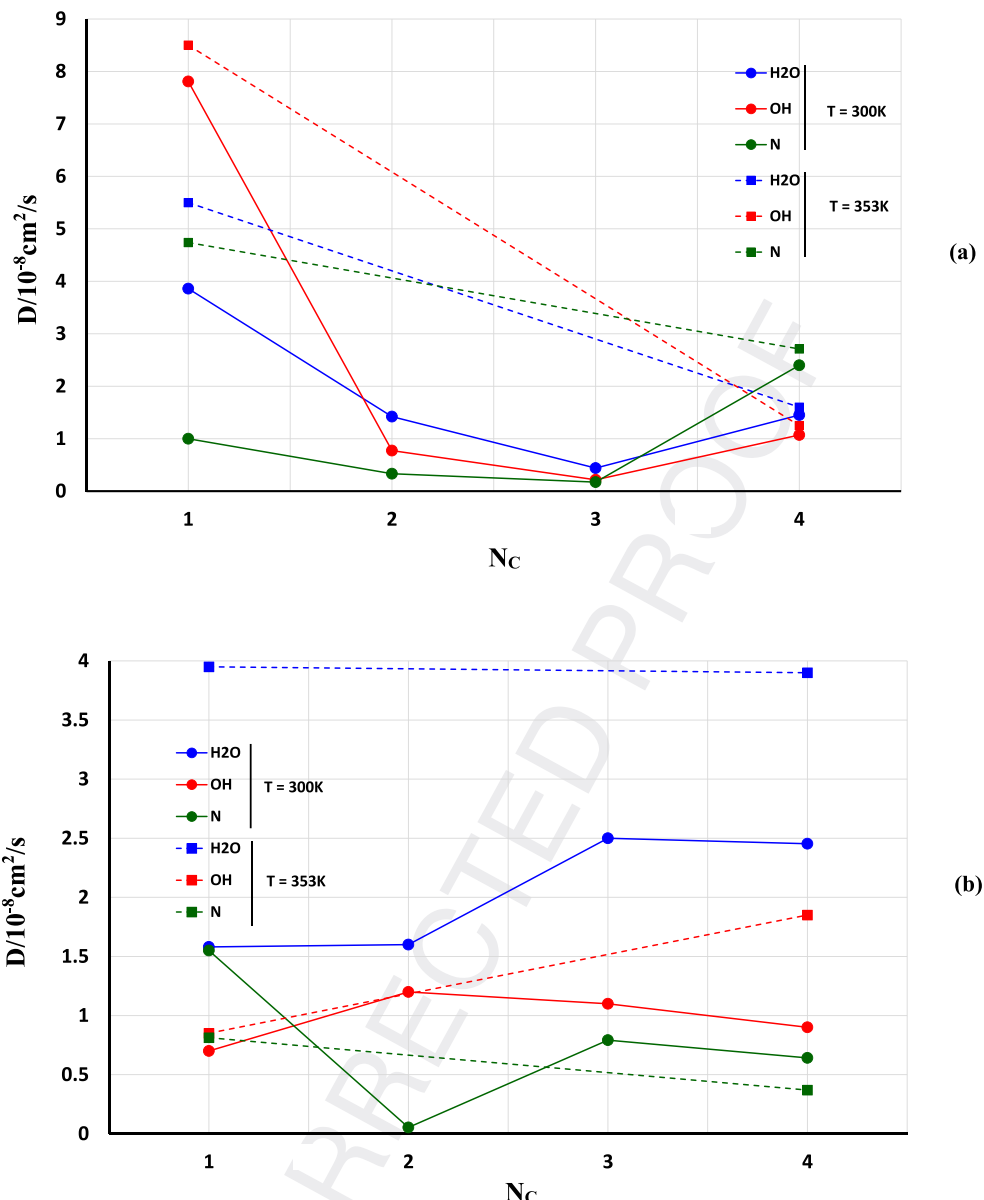 9
8
7
6
5
4
3
2
1
0
D/10-8cm2/s
1 2 3 4
NC
H2O
OH
N
T = 300K
H2O
OH
N
T = 353K
(a)
4
3.5
3
2.5
2
1.5
1
0.5
0
D/10-8cm2/s
H2O
OH
N
T = 300K
H2O
OH
N
T = 353K
1 2 3 4
NC
(b)
RRECTED PROOF